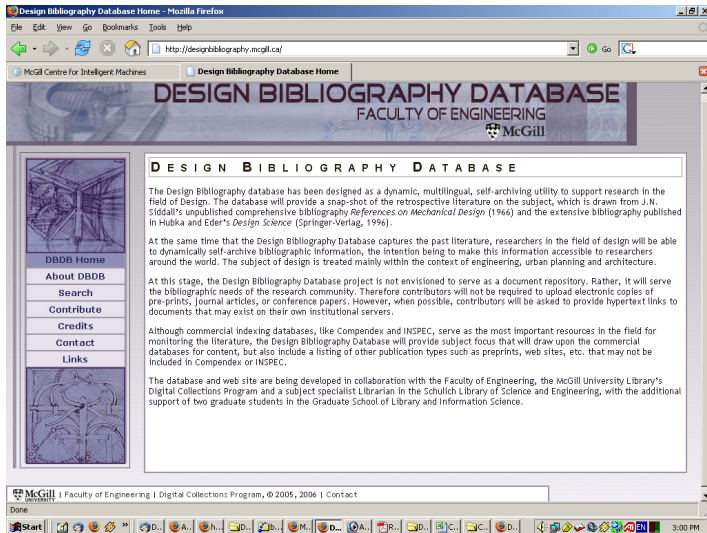 Design Bibliography Database Home - Mozilla Firefox
File Edit View Go Bookmarks Tools Help
http://designbibliography.mcgill.ca/
Go
McGill Centre for Intelligent Machines
Design Bibliography Database Home
DESIGN BIBLIOGRAPHY DATABASE
FACULTY OF ENGINEERING
McGill
DBDB Home
About DBDB
Search
Contribute
Credits
Contact
Links
DESIGN BIBLIOGRAPHY DATABASE
The Design Bibliography database has been designed as a dynamic, multilingual, self-archiving utility to support research in the
field of Design. The database will provide a snap-shot of the retrospective literature on the subject, which is drawn from J.N.
Siddall's unpublished comprehensive bibliography References on Mechanical Design (1966) and the extensive bibliography published
in Hubka and Eder's Design Science (Springer-Verlag, 1996).
At the same time that the Design Bibliography Database captures the past literature, researchers in the field of design will be able
to dynamically self-archive bibliographic information, the intention being to make this information accessible to researchers
around the world. The subject of design is treated mainly within the context of engineering, urban planning and architecture.
At this stage, the Design Bibliography Database project is not envisioned to serve as a document repository. Rather, it will serve
the bibliographic needs of the research community. Therefore contributors will not be required to upload electronic copies of
pre-prints, journal articles, or conference papers. However, when possible, contributors will be asked to provide hypertext links to
documents that may exist on their own institutional servers.
Although commercial indexing databases, like Compendex and INSPEC, serve as the most important resources in the field for
monitoring the literature, the Design Bibliography Database will provide subject focus that will draw upon the commercial
databases for content, but also include a listing of other publication types such as preprints, web sites, etc. that may not be
included in Compendex or INSPEC.
The database and web site are being developed in collaboration with the Faculty of Engineering, the McGill University Library's
Digital Collections Program and a subject specialist Librarian in the Schulich Library of Science and Engineering, with the additional
support of two graduate students in the Graduate School of Library and Information Science.
McGill UNIVERSITY | Faculty of Engineering | Digital Collections Program, © 2005, 2006 | Contact
Done
Start » D.. A.. h.. D.. b.. M.. D... A.. R.. D.. C.. C.. D.. EN 3:00 PM